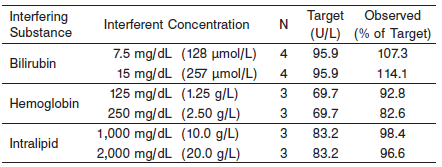 Interfering Substance Interferent Concentration N Target (U/L) Observed (% of Target)
Bilirubin 7.5 mg/dL (128 µmol/L) 4 95.9 107.3
15 mg/dL (257 µmol/L) 4 95.9 114.1
Hemoglobin 125 mg/dL (1.25 g/L) 3 69.7 92.8
250 mg/dL (2.50 g/L) 3 69.7 82.6
Intralipid 1,000 mg/dL (10.0 g/L) 3 83.2 98.4
2,000 mg/dL (20.0 g/L) 3 83.2 96.6